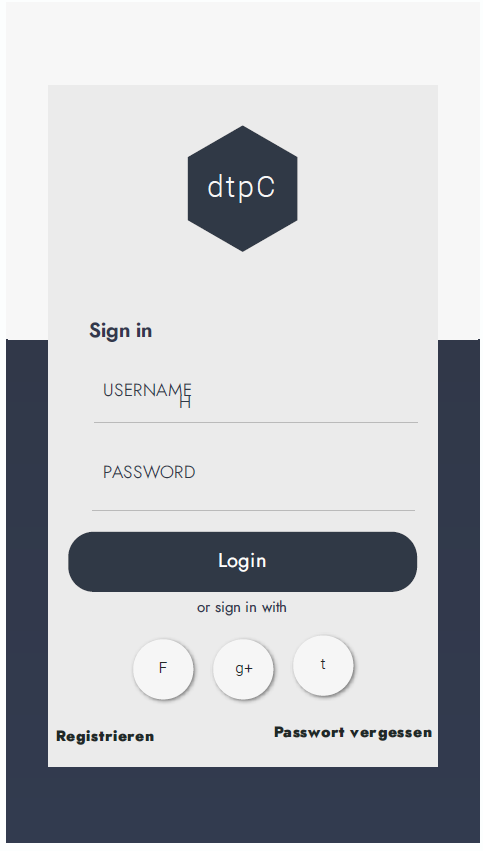 dtpC
Sign in
USERNAME
H
PASSWORD
Login
or sign in with
F g+ t
Registrieren Passwort vergessen